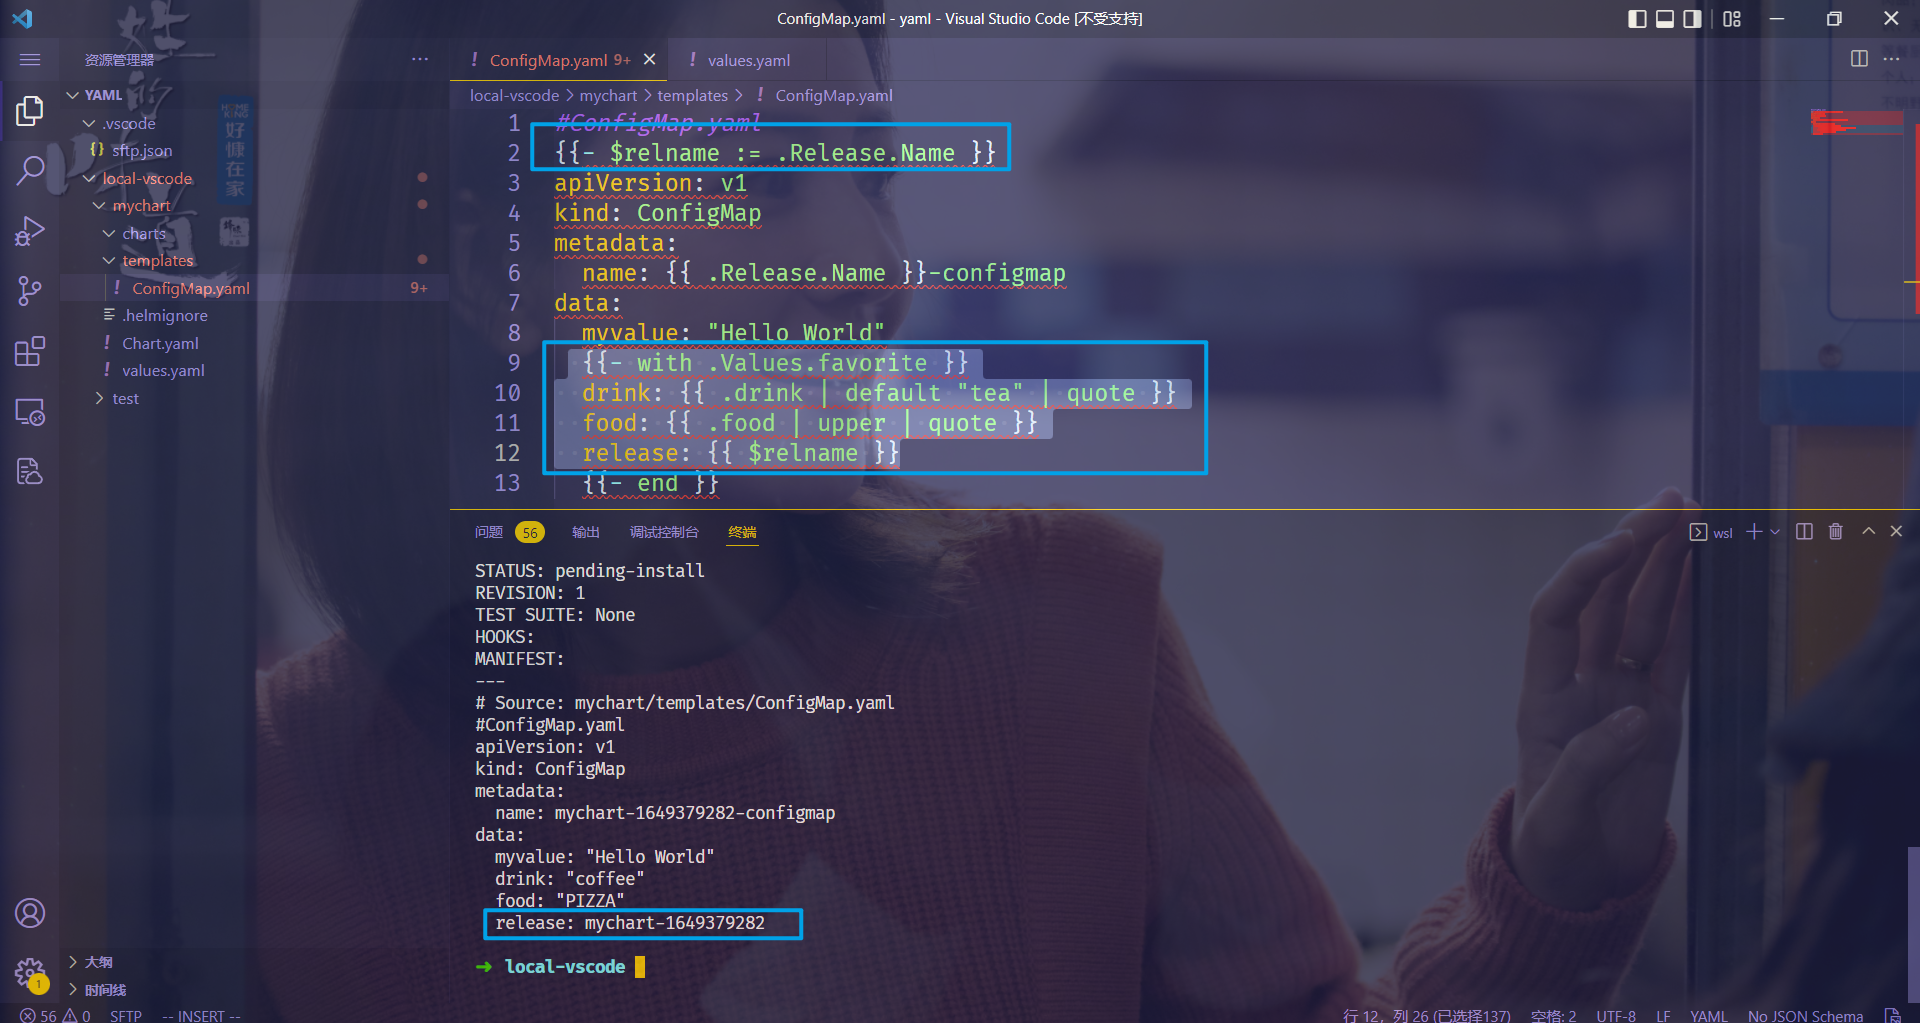 ConfigMap.yaml - yaml - Visual Studio Code [不受支持]
资源管理器
YAML
.vscode
{} sftp.json
local-vscode
mychart
charts
templates
! ConfigMap.yaml 9+
.helmignore
! Chart.yaml
! values.yaml
test
大纲
时间线
HOME
好
慷
在
家
! ConfigMap.yaml 9+
! values.yaml
local-vscode > mychart > templates > ! ConfigMap.yaml
1 #ConfigMap.yaml
2 {{- $relname := .Release.Name }}
3 apiVersion: v1
4 kind: ConfigMap
5 metadata:
6 name: {{ .Release.Name }}-configmap
7 data:
8 myvalue: "Hello World"
9 {{- with .Values.favorite }}
10 drink: {{ .drink | default "tea" | quote }}
11 food: {{ .food | upper | quote }}
12 release: {{ $relname }}
13 {{- end }}
问题 56 输出 调试控制台 终端
wsl
STATUS: pending-install
REVISION: 1
TEST SUITE: None
HOOKS:
MANIFEST:
---
# Source: mychart/templates/ConfigMap.yaml
#ConfigMap.yaml
apiVersion: v1
kind: ConfigMap
metadata:
name: mychart-1649379282-configmap
data:
myvalue: "Hello World"
drink: "coffee"
food: "PIZZA"
release: mychart-1649379282
→ local-vscode
1
56 0 SFTP -- INSERT --
行 12，列 26 (已选择137) 空格: 2 UTF-8 LF YAML No JSON Schema